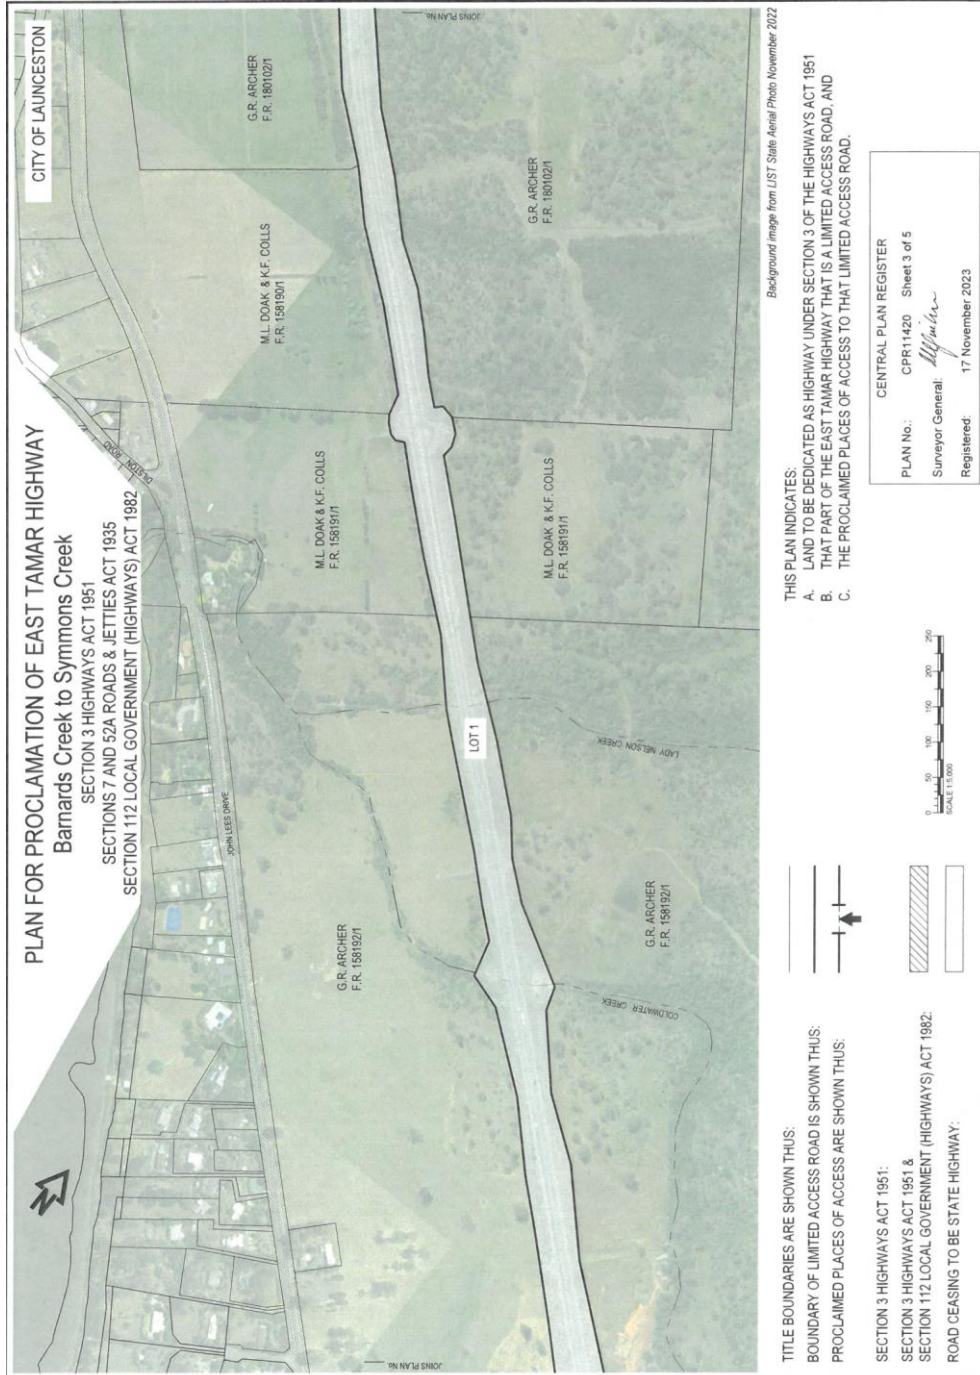 PLAN FOR PROCLAMATION OF EAST TAMAR HIGHWAY
Barnards Creek to Symmons Creek
SECTION 3 HIGHWAYS ACT 1951
SECTIONS 7 AND 52A ROADS & JETTIES ACT 1935
SECTION 112 LOCAL GOVERNMENT (HIGHWAYS) ACT 1982
CITY OF LAUNCESTON
N
DILSTON ROAD
JOHN LEES DRIVE
JOINS PLAN No.
JOINS PLAN No.
G.R. ARCHER
F.R. 158192/1
M.L. DOAK & K.F. COLLS
F.R. 158191/1
M.L. DOAK & K.F. COLLS
F.R. 158190/1
G.R. ARCHER
F.R. 180102/1
LOT 1
COLDWATER CREEK
LADY NELSON CREEK
G.R. ARCHER
F.R. 158192/1
M.L. DOAK & K.F. COLLS
F.R. 158191/1
G.R. ARCHER
F.R. 180102/1
Background image from LIST State Aerial Photo November 2022
TITLE BOUNDARIES ARE SHOWN THUS:
BOUNDARY OF LIMITED ACCESS ROAD IS SHOWN THUS:
PROCLAIMED PLACES OF ACCESS ARE SHOWN THUS:
SECTION 3 HIGHWAYS ACT 1951:
SECTION 3 HIGHWAYS ACT 1951 &
SECTION 112 LOCAL GOVERNMENT (HIGHWAYS) ACT 1982:
ROAD CEASING TO BE STATE HIGHWAY:
0 50 100 150 200 250
SCALE 1:5,000
THIS PLAN INDICATES:
A. LAND TO BE DEDICATED AS HIGHWAY UNDER SECTION 3 OF THE HIGHWAYS ACT 1951
B. THAT PART OF THE EAST TAMAR HIGHWAY THAT IS A LIMITED ACCESS ROAD, AND
C. THE PROCLAIMED PLACES OF ACCESS TO THAT LIMITED ACCESS ROAD.
CENTRAL PLAN REGISTER
PLAN No.: CPR11420 Sheet 3 of 5
Surveyor General:
Registered: 17 November 2023